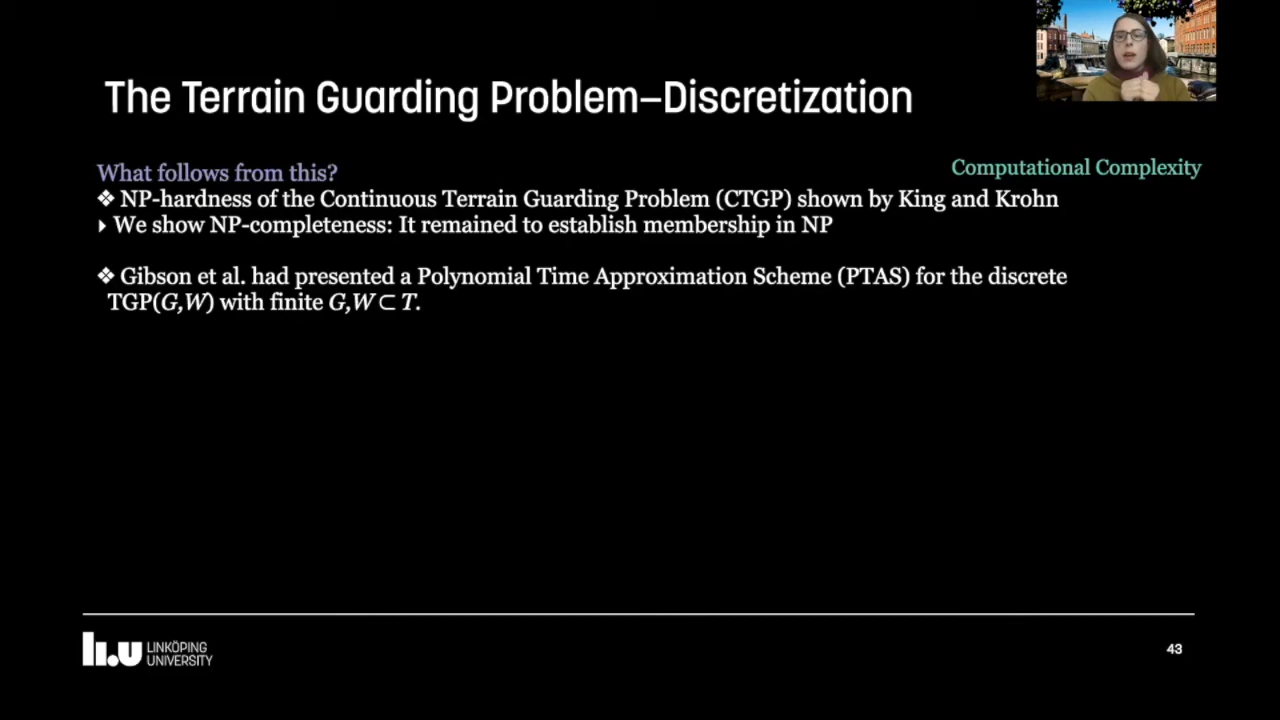 The Terrain Guarding Problem—Discretization
What follows from this?
Computational Complexity
❖ NP-hardness of the Continuous Terrain Guarding Problem (CTGP) shown by King and Krohn
‣ We show NP-completeness: It remained to establish membership in NP
❖ Gibson et al. had presented a Polynomial Time Approximation Scheme (PTAS) for the discrete
TGP(G,W) with finite G,W ⊂ T.
LINKÖPING
UNIVERSITY
li.u
43